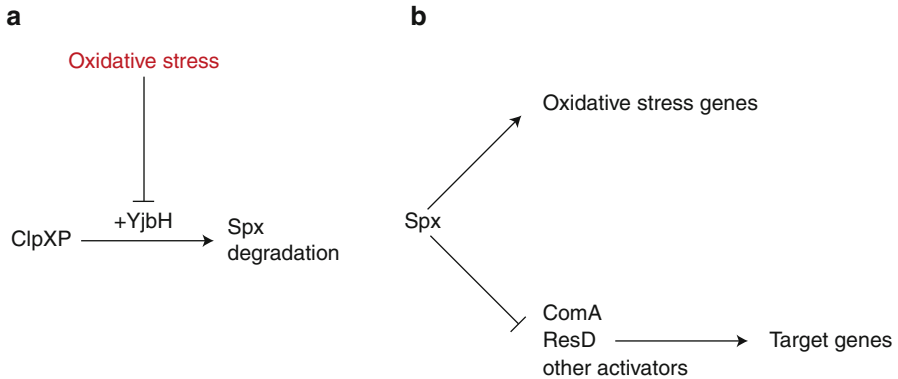 a
Oxidative stress
+YjbH
ClpXP
Spx
degradation
b
Oxidative stress genes
Spx
ComA
ResD
other activators
Target genes